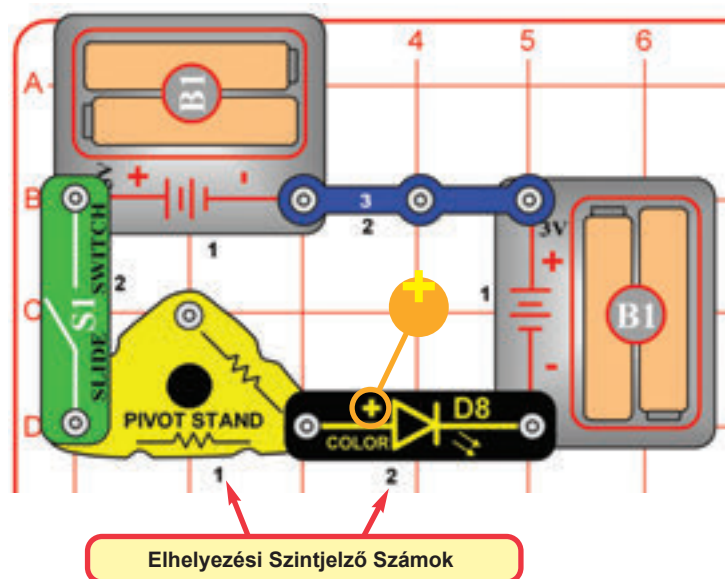 4 5 6
A
B1
3V
+ -
B
3
2
1
3V
S1
SLIDE SWITCH
2
C
+
1
+
B1
-
D
PIVOT STAND
+
D8
COLOR
1
2
Elhelyezési Szintjelző Számok